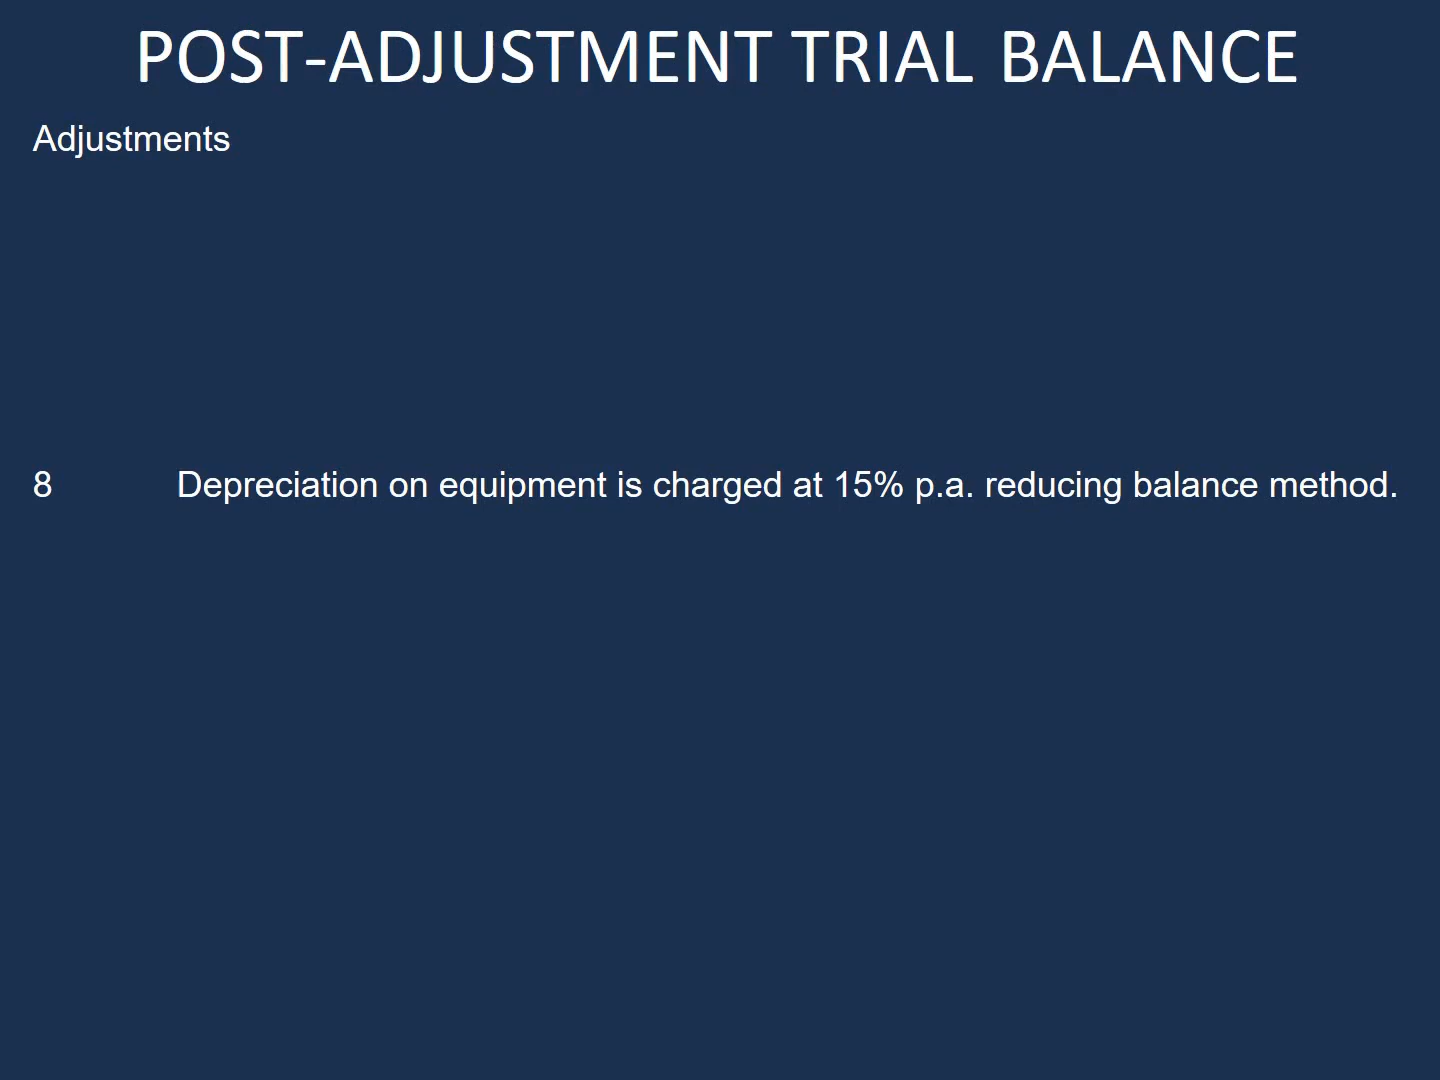 POST-ADJUSTMENT TRIAL BALANCE
Adjustments
8 Depreciation on equipment is charged at 15% p.a. reducing balance method.